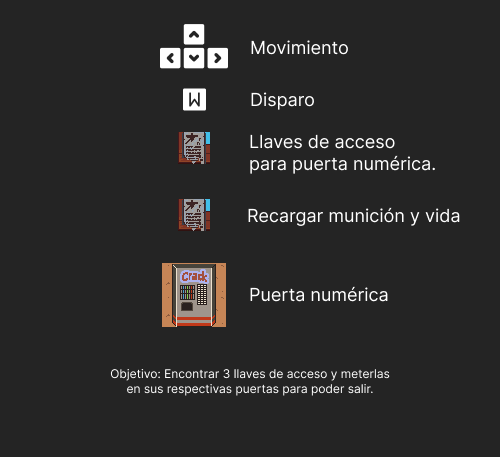 Movimiento
W
Disparo
Llaves de acceso
para puerta numérica.
Recargar munición y vida
Crack
Puerta numérica
Objetivo: Encontrar 3 llaves de acceso y meterlas
en sus respectivas puertas para poder salir.